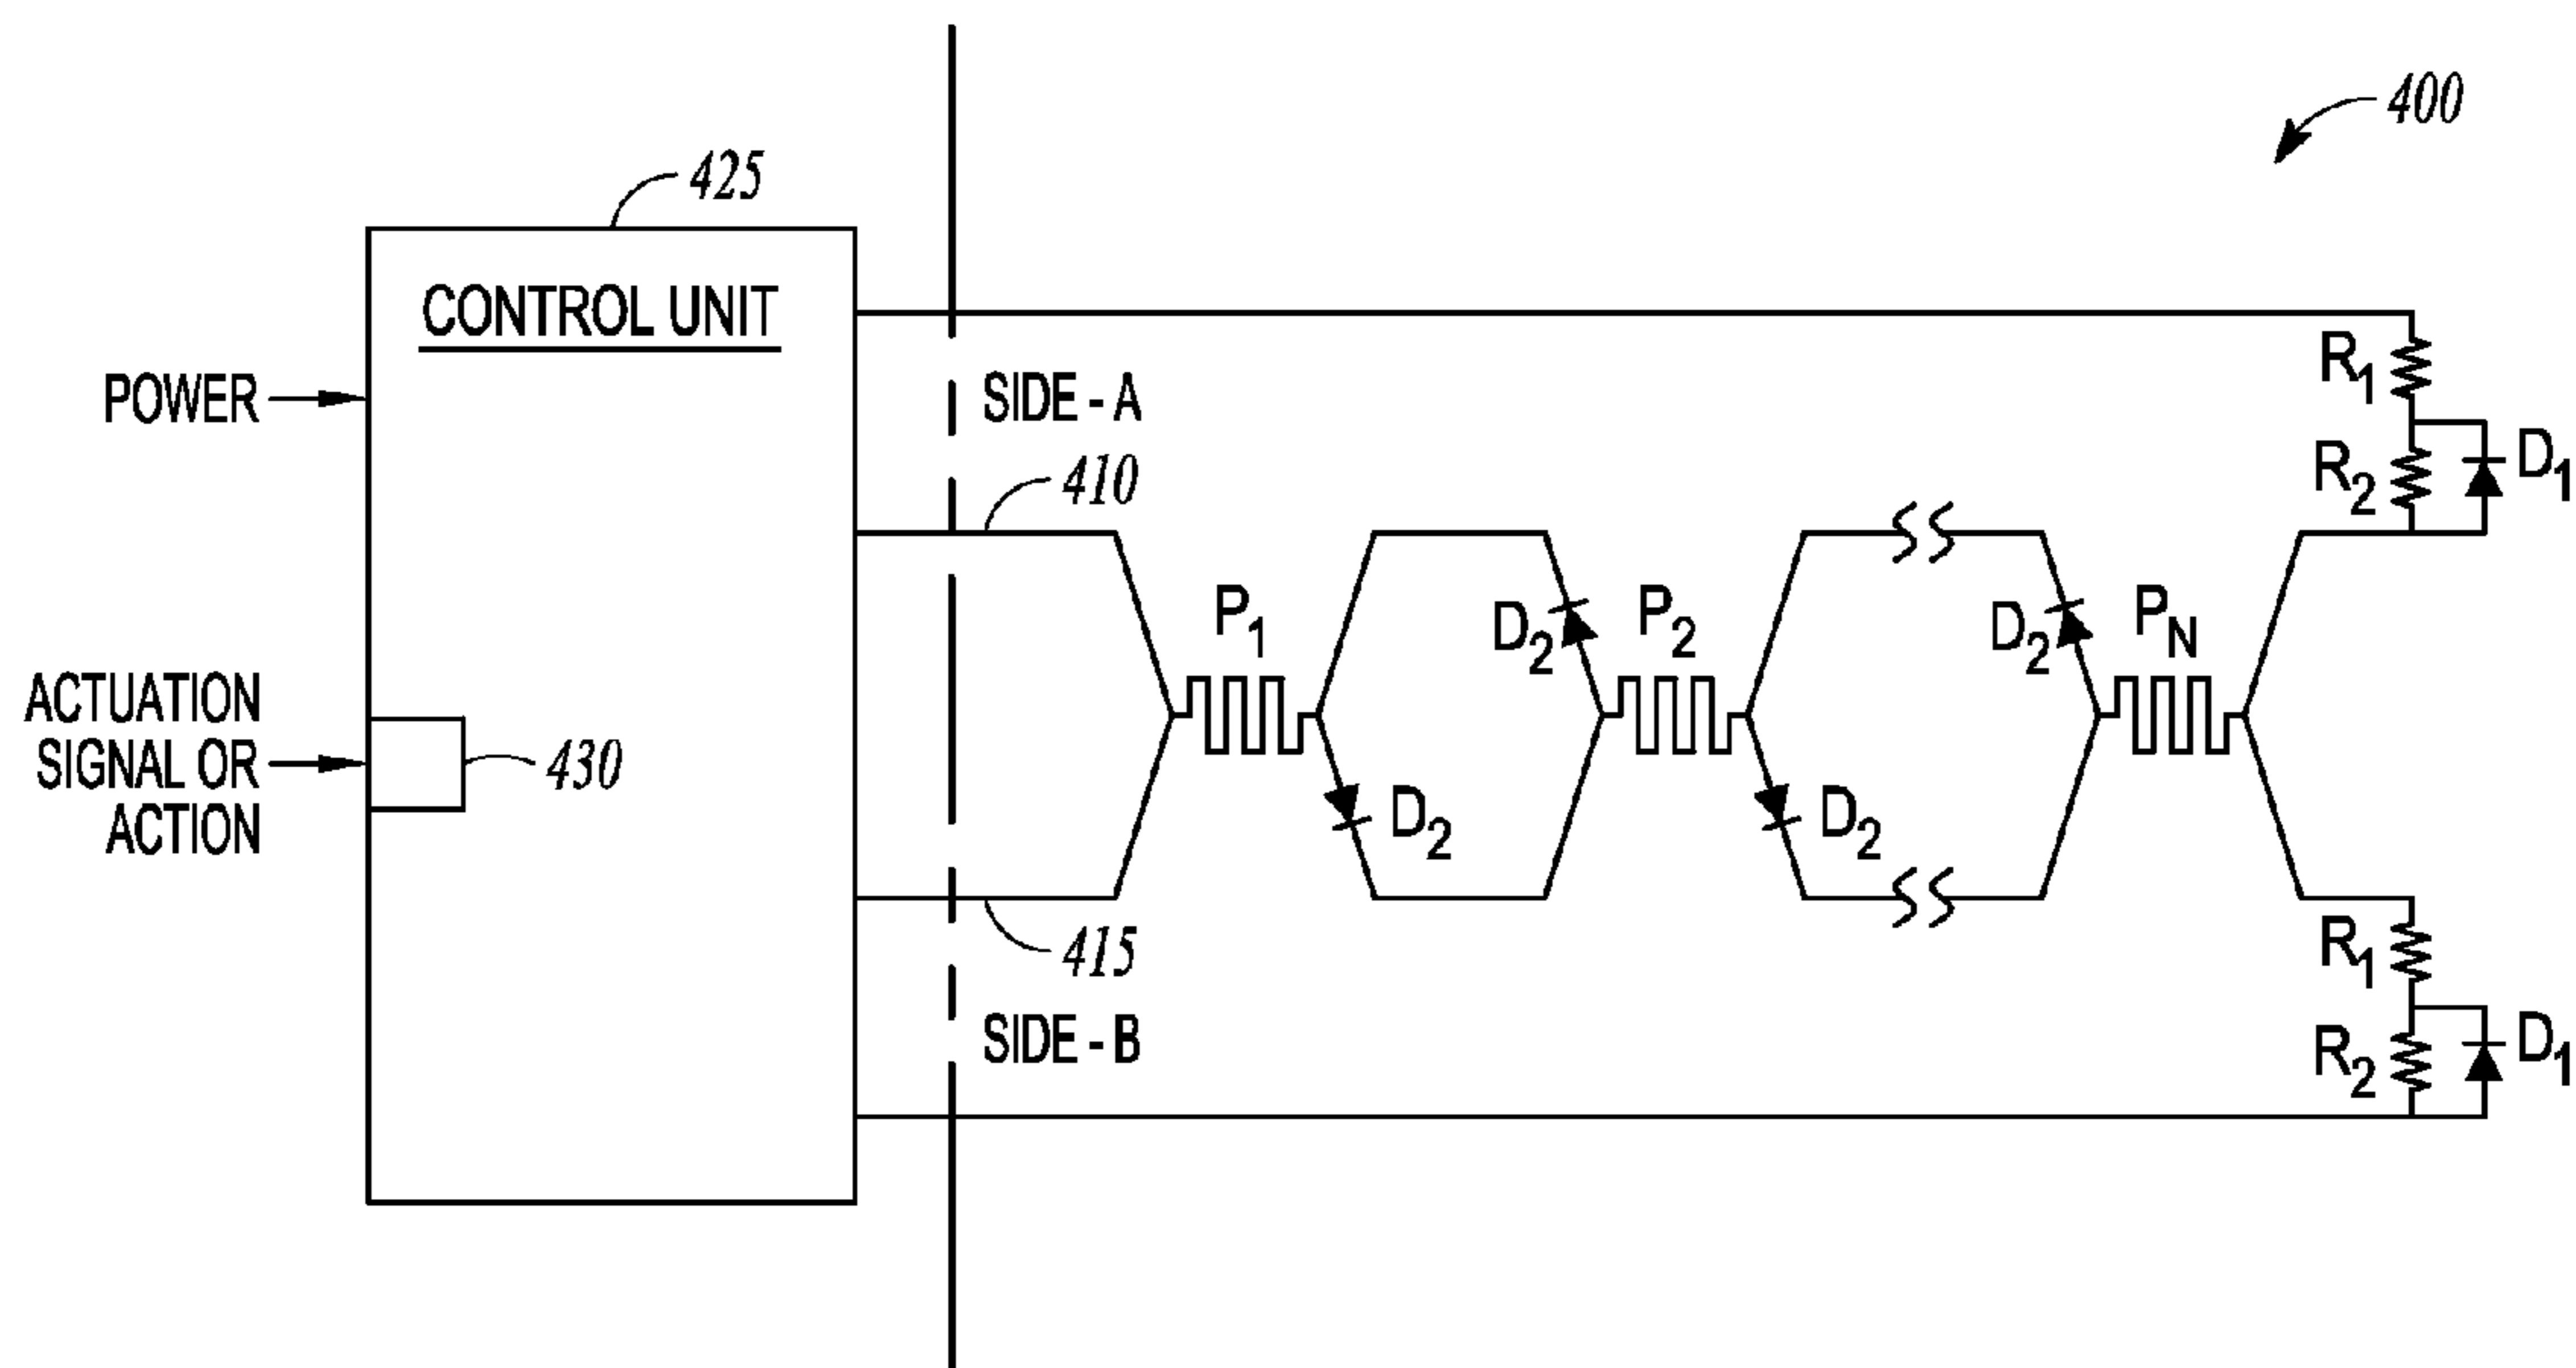 400
425
CONTROL UNIT
POWER
SIDE - A
R1
R2
D1
410
P1
D2
P2
D2
PN
ACTUATION
SIGNAL OR
ACTION
430
D2
D2
415
SIDE - B
R1
R2
D1